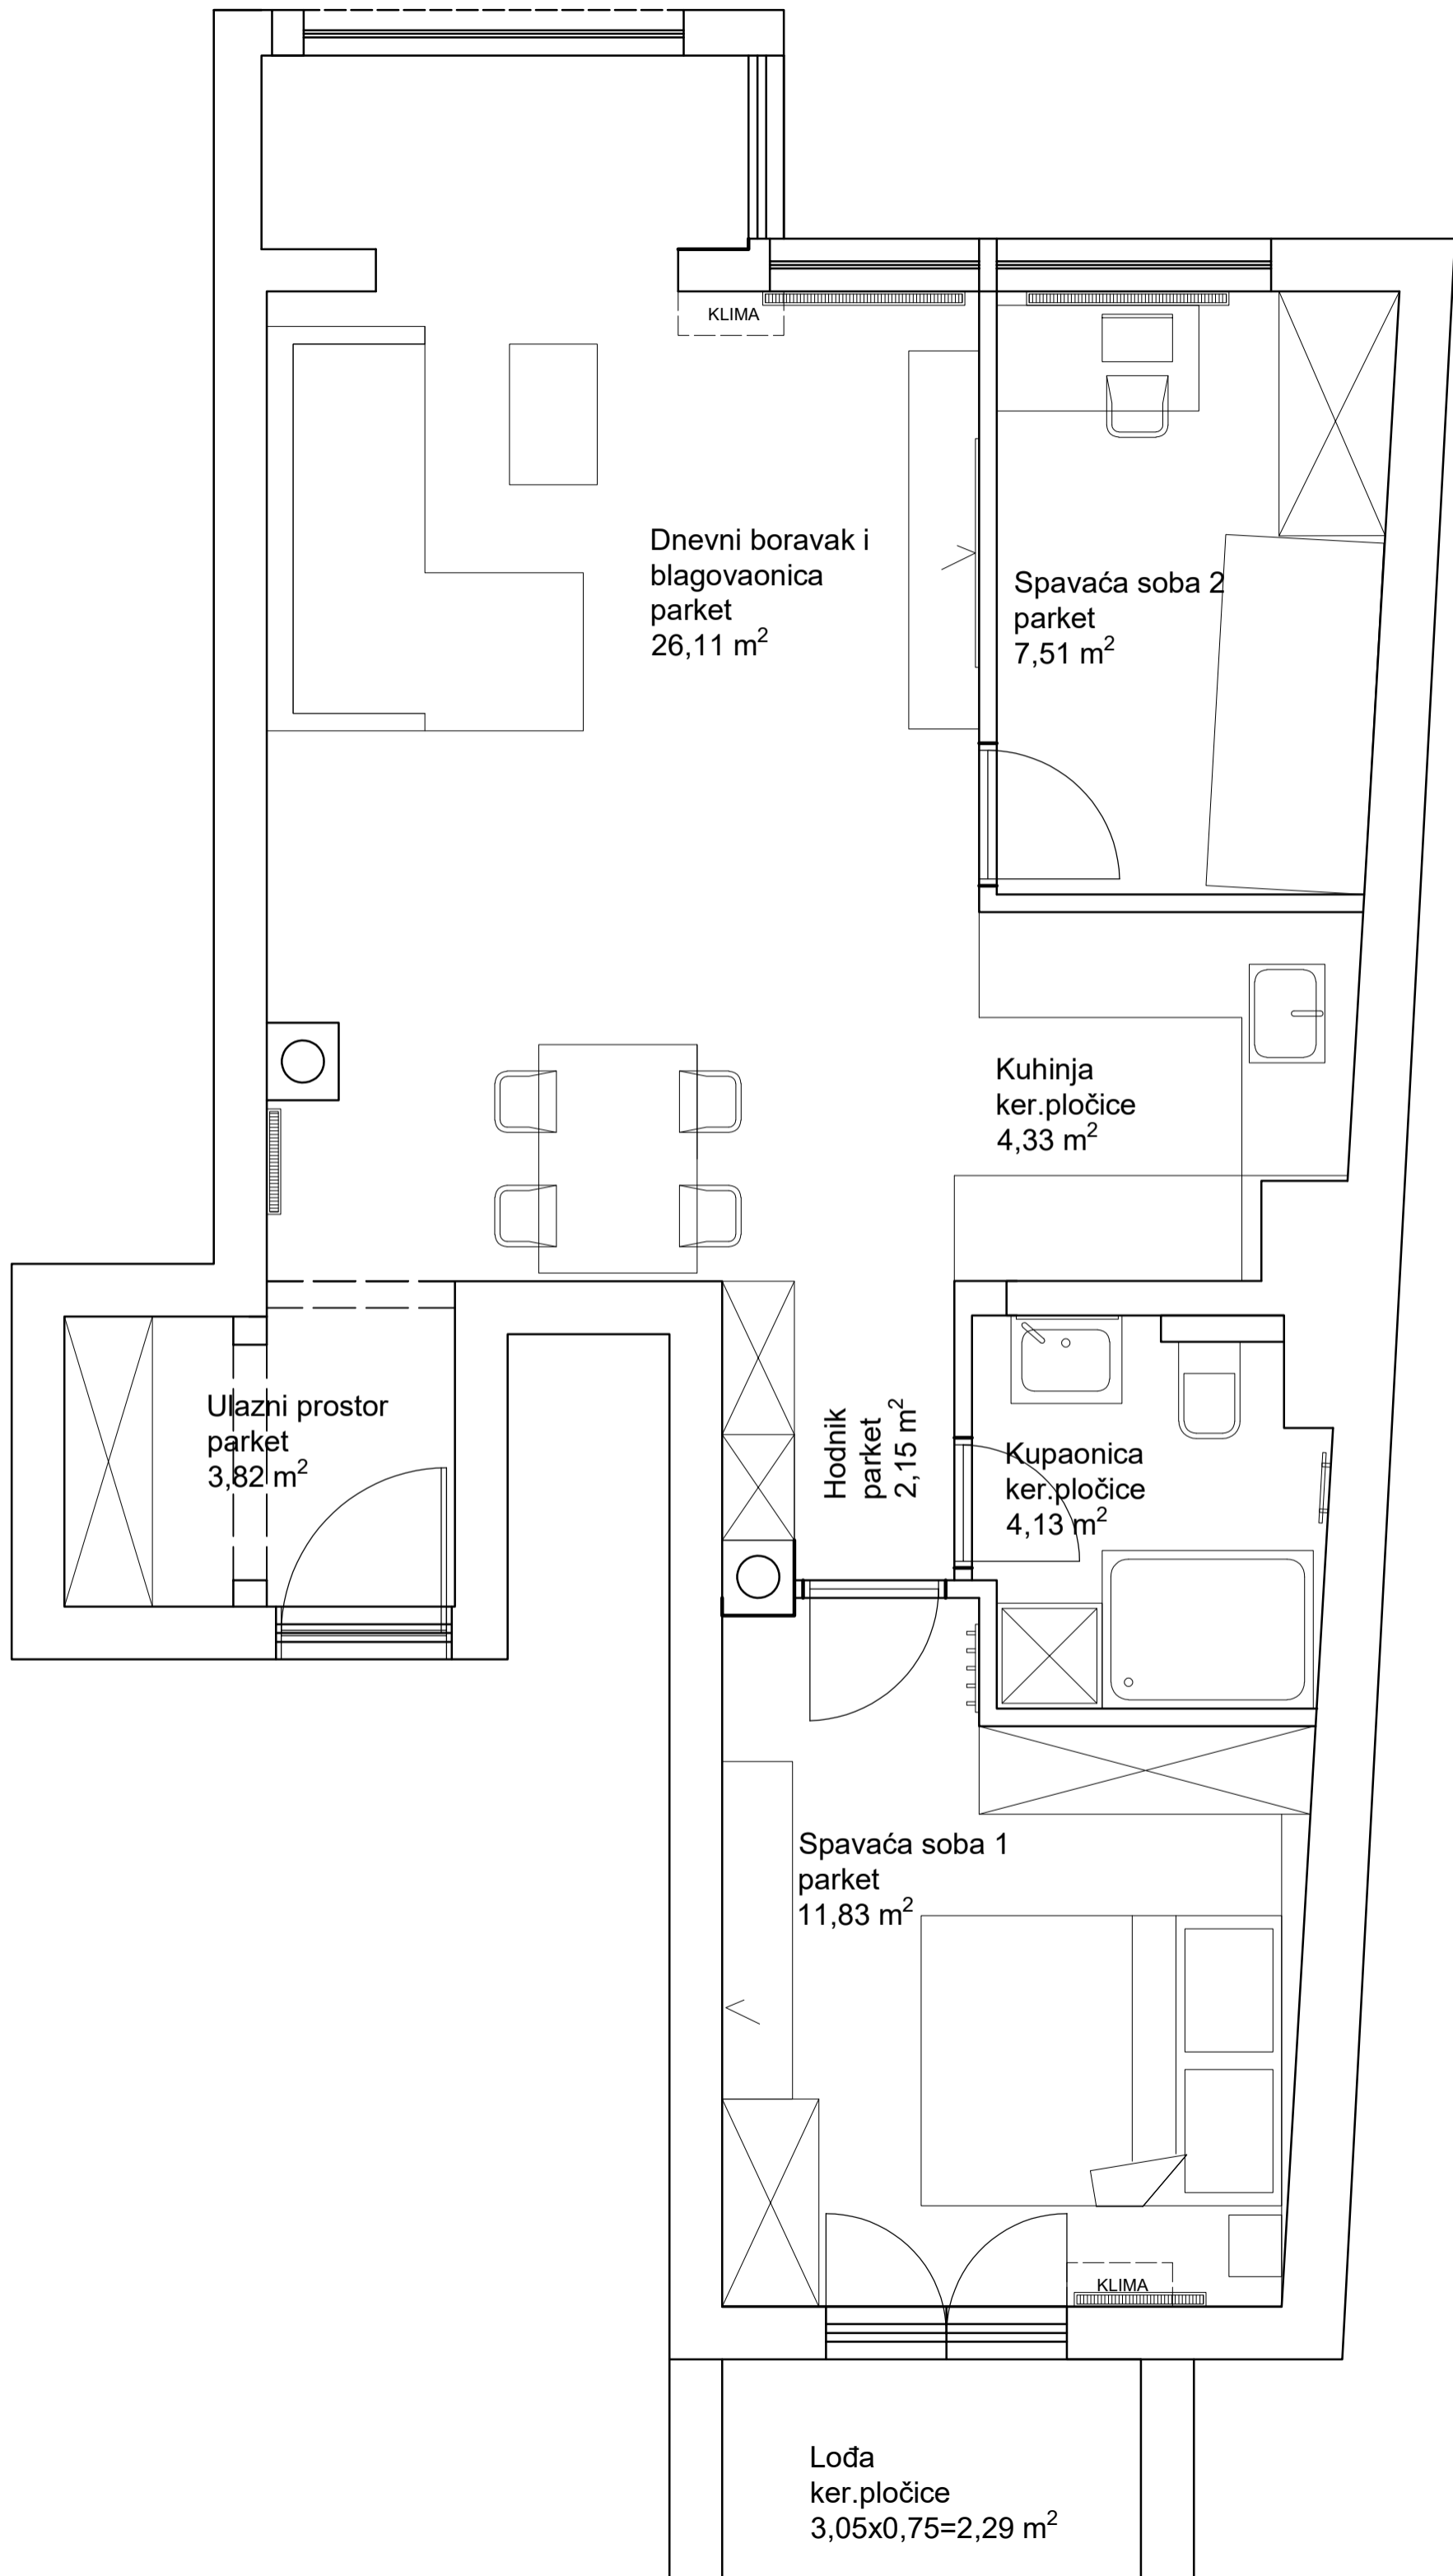 KLIMA
Dnevni boravak i
blagovaonica
parket
26,11 m²
Spavaća soba 2
parket
7,51 m²
Kuhinja
ker.pločice
4,33 m²
Ulazni prostor
parket
3,82 m²
Hodnik
parket
2,15 m²
Kupaonica
ker.pločice
4,13 m²
Spavaća soba 1
parket
11,83 m²
KLIMA
Lođa
ker.pločice
3,05x0,75=2,29 m²